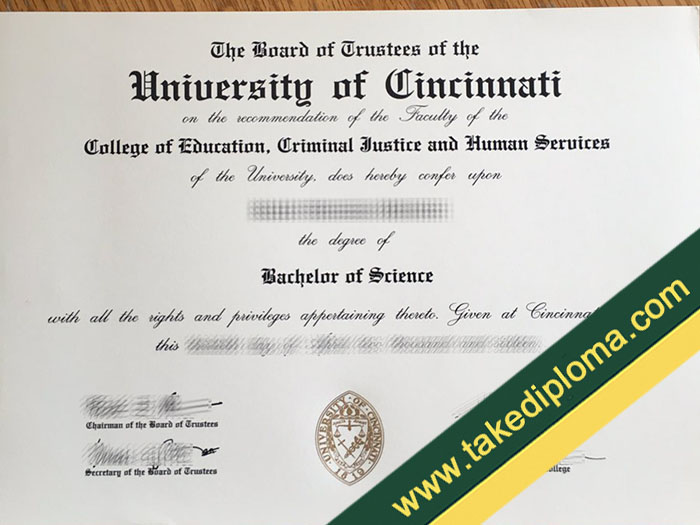 The Board of Trustees of the
University of Cincinnati
on the recommendation of the Faculty of the
College of Education, Criminal Justice and Human Services
of the University, does hereby confer upon
the degree of
Bachelor of Science
with all the rights and privileges appertaining thereto. Given at
this
Chairman of the Board of Trustees
Secretary of the Board of Trustees
UNIVERSITY OF CINCINNATI
www.takediploma.com